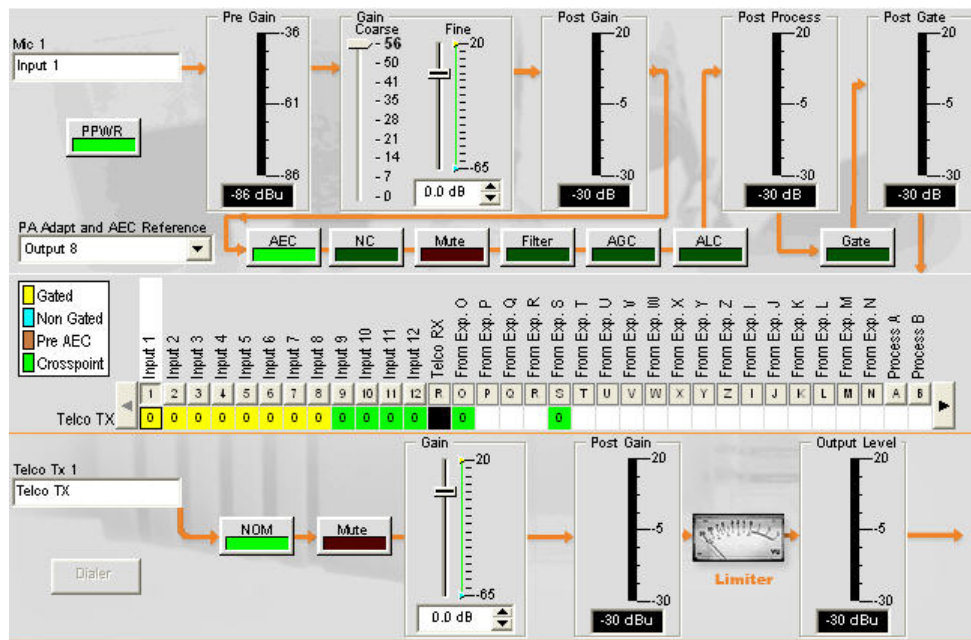 Pre Gain
Gain
Post Gain
Post Process
Post Gate
Mic 1
Input 1
PPWR
-36
-61
-86
-86 dBu
Coarse
Fine
- 56
- 50
- 41
- 35
- 28
- 21
- 14
- 7
- 0
20
-65
0.0 dB
20
-5
-30
-30 dB
20
-5
-30
-30 dB
20
-5
-30
-30 dB
PA Adapt and AEC Reference
Output 8
AEC
NC
Mute
Filter
AGC
ALC
Gate
Gated
Non Gated
Pre AEC
Crosspoint
Input 1
Input 2
Input 3
Input 4
Input 5
Input 6
Input 7
Input 8
Input 9
Input 10
Input 11
Input 12
Telco RX
From Exp. O
From Exp. P
From Exp. Q
From Exp. R
From Exp. S
From Exp. T
From Exp. U
From Exp. V
From Exp. W
From Exp. X
From Exp. Y
From Exp. Z
From Exp. I
From Exp. J
From Exp. K
From Exp. L
From Exp. M
From Exp. N
Process A
Process B
1 2 3 4 5 6 7 8 9 10 11 12 R O P Q R S T U V W X Y Z I J K L M N A B
Telco TX 0 0 0 0 0 0 0 0 0 0 0 0 0 0
Gain
Post Gain
Output Level
Telco Tx 1
Telco TX
NOM
Mute
Dialer
20
-65
0.0 dB
20
-5
-30
-30 dBu
VU
Limiter
20
-5
-30
-30 dBu